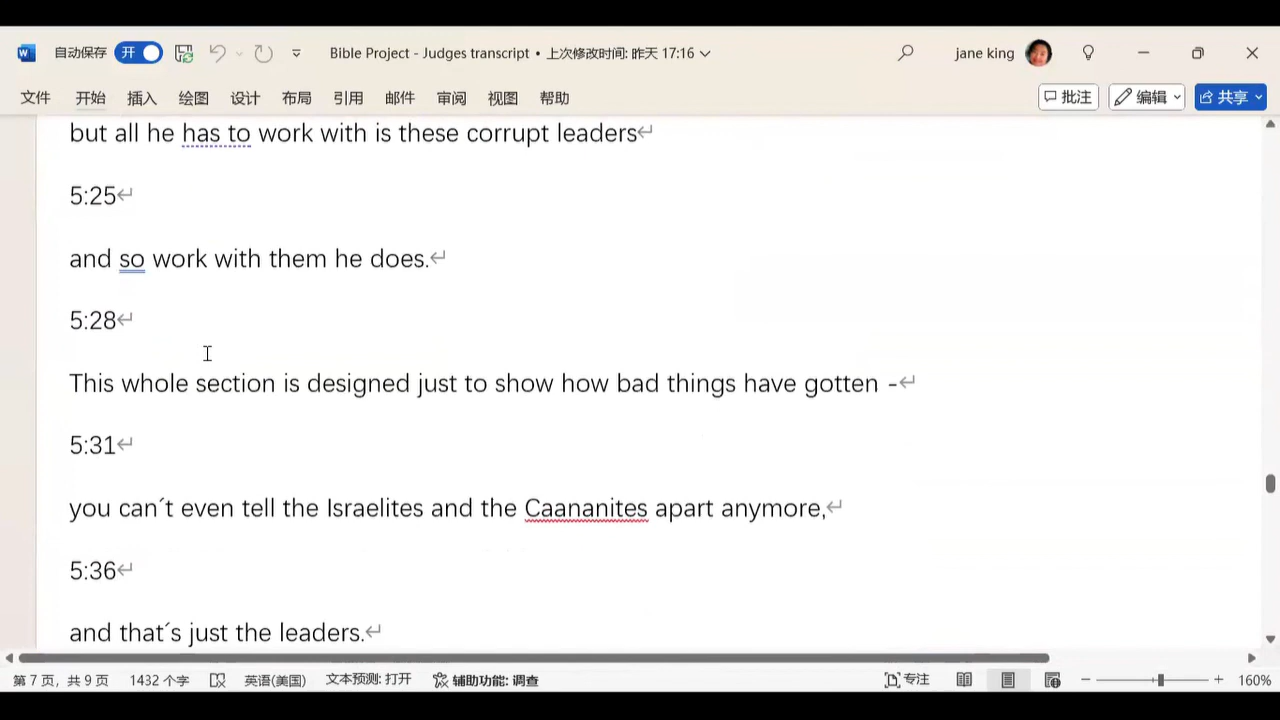 自动保存 开 Bible Project - Judges transcript • 上次修改时间: 昨天 17:16 jane king
文件 开始 插入 绘图 设计 布局 引用 邮件 审阅 视图 帮助 批注 编辑 共享
but all he has to work with is these corrupt leaders↵
5:25↵
and so work with them he does.↵
5:28↵
This whole section is designed just to show how bad things have gotten -↵
5:31↵
you can´t even tell the Israelites and the Caananites apart anymore,↵
5:36↵
and that´s just the leaders.↵
第 7 页, 共 9 页 1432 个字 英语(美国) 文本预测: 打开 辅助功能: 调查 专注 − + 160%